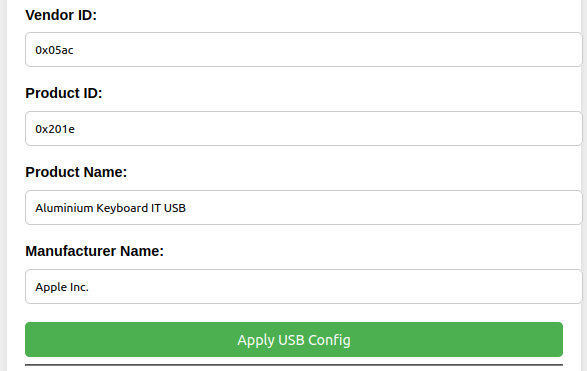 Vendor ID:
0x05ac
Product ID:
0x201e
Product Name:
Aluminium Keyboard IT USB
Manufacturer Name:
Apple Inc.
Apply USB Config